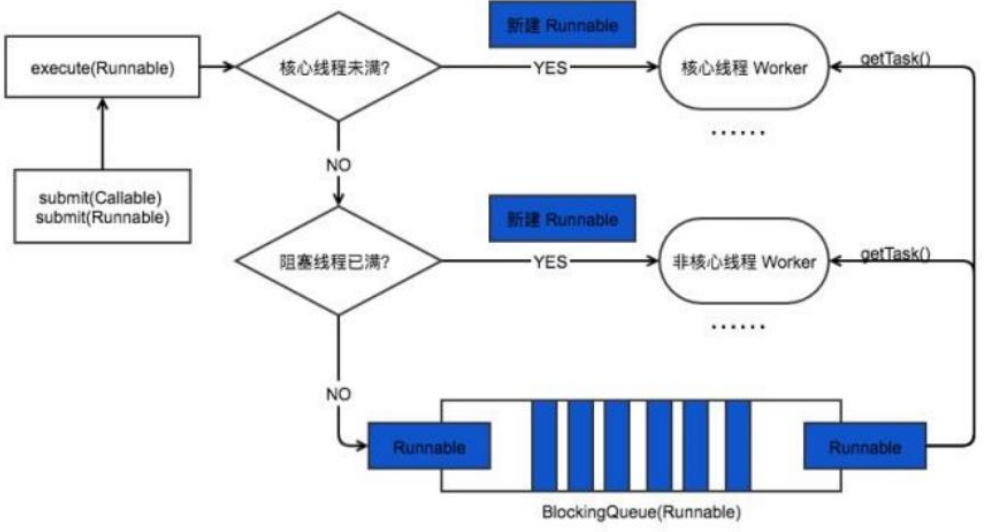 新建 Runnable
execute(Runnable)
核心线程未满?
YES
核心线程 Worker
getTask()
......
NO
submit(Callable)
submit(Runnable)
新建 Runnable
阻塞线程已满?
YES
非核心线程 Worker
getTask()
......
NO
Runnable
Runnable
BlockingQueue(Runnable)